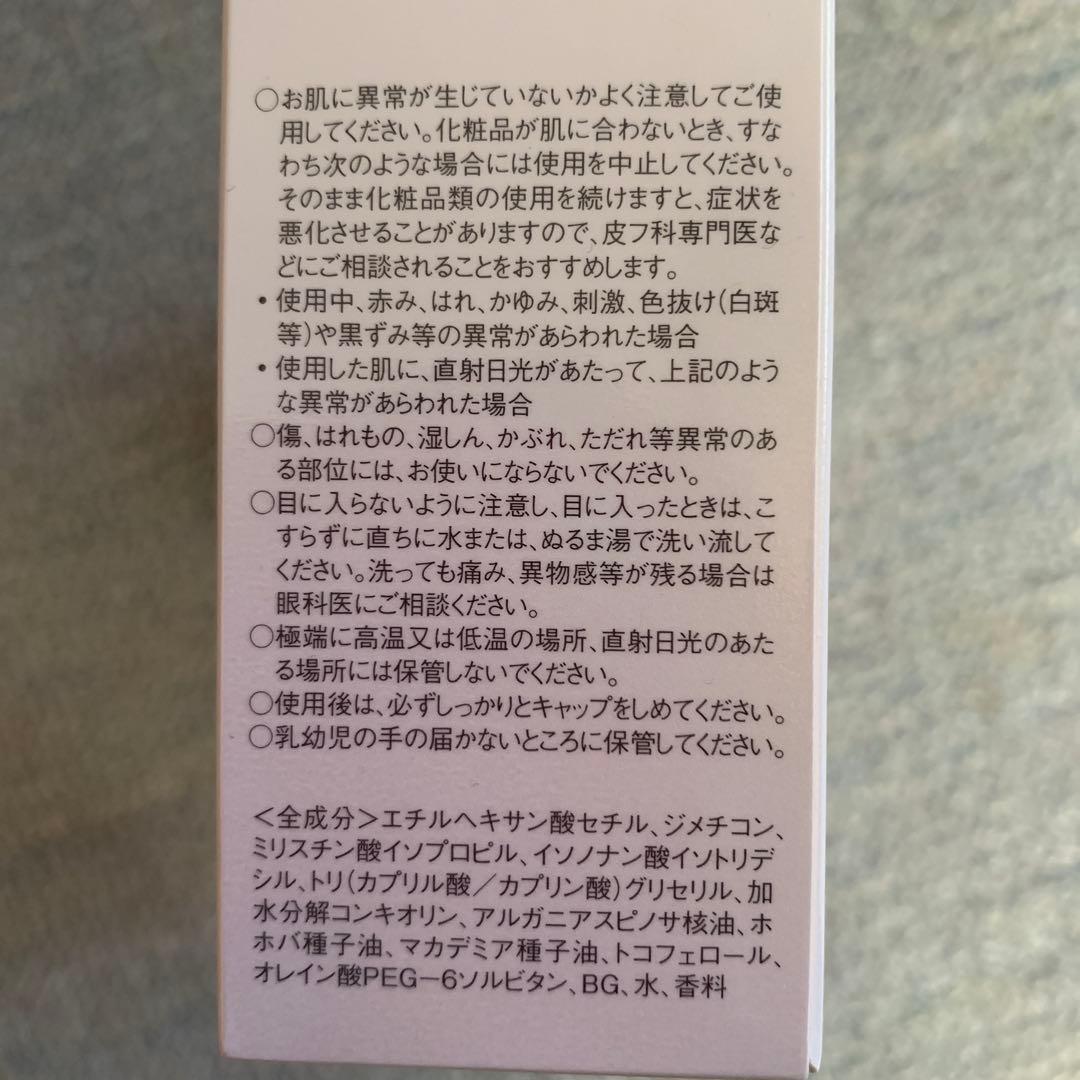 ○お肌に異常が生じていないかよく注意してご使
用してください。化粧品が肌に合わないとき、すな
わち次のような場合には使用を中止してください。
そのまま化粧品類の使用を続けますと、症状を
悪化させることがありますので、皮フ科専門医な
どにご相談されることをおすすめします。
・使用中、赤み、はれ、かゆみ、刺激、色抜け(白斑
等)や黒ずみ等の異常があらわれた場合
・使用した肌に、直射日光があたって、上記のよう
な異常があらわれた場合
○傷、はれもの、湿しん、かぶれ、ただれ等異常のあ
る部位には、お使いにならないでください。
○目に入らないように注意し、目に入ったときは、こ
すらずに直ちに水または、ぬるま湯で洗い流して
ください。洗っても痛み、異物感等が残る場合は
眼科医にご相談ください。
○極端に高温又は低温の場所、直射日光のあた
る場所には保管しないでください。
○使用後は、必ずしっかりとキャップをしめてください。
○乳幼児の手の届かないところに保管してください。
＜全成分＞エチルヘキサン酸セチル、ジメチコン、
ミリスチン酸イソプロピル、イソノナン酸イソトリデ
シル、トリ(カプリル酸／カプリン酸)グリセリル、加
水分解コンキオリン、アルガニアスピノサ核油、ホ
ホバ種子油、マカデミア種子油、トコフェロール、
オレイン酸PEG－6ソルビタン、BG、水、香料